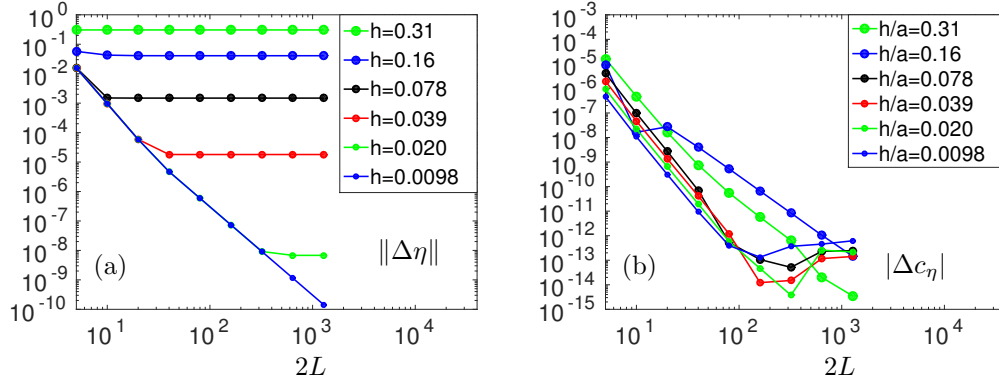 10^0
10^-1
10^-2
10^-3
10^-4
10^-5
10^-6
10^-7
10^-8
10^-9
10^-10
10^1
10^2
10^3
10^4
2L
(a)
‖Δη‖
h=0.31
h=0.16
h=0.078
h=0.039
h=0.020
h=0.0098
10^-3
10^-4
10^-5
10^-6
10^-7
10^-8
10^-9
10^-10
10^-11
10^-12
10^-13
10^-14
10^-15
10^1
10^2
10^3
10^4
2L
(b)
|Δc_η|
h/a=0.31
h/a=0.16
h/a=0.078
h/a=0.039
h/a=0.020
h/a=0.0098